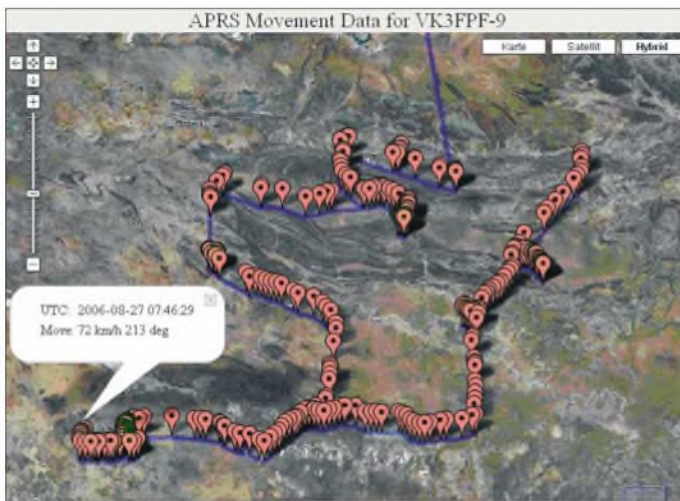 APRS Movement Data for VK3FPF-9
Karte
Satellit
Hybrid
UTC: 2006-08-27 07:46:29
Move: 72 km/h 213 deg